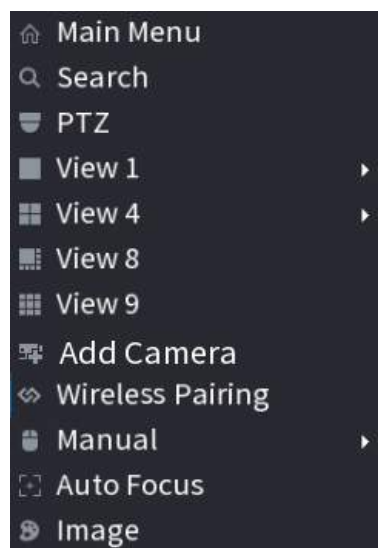 Main Menu
Search
PTZ
View 1
View 4
View 8
View 9
Add Camera
Wireless Pairing
Manual
Auto Focus
Image